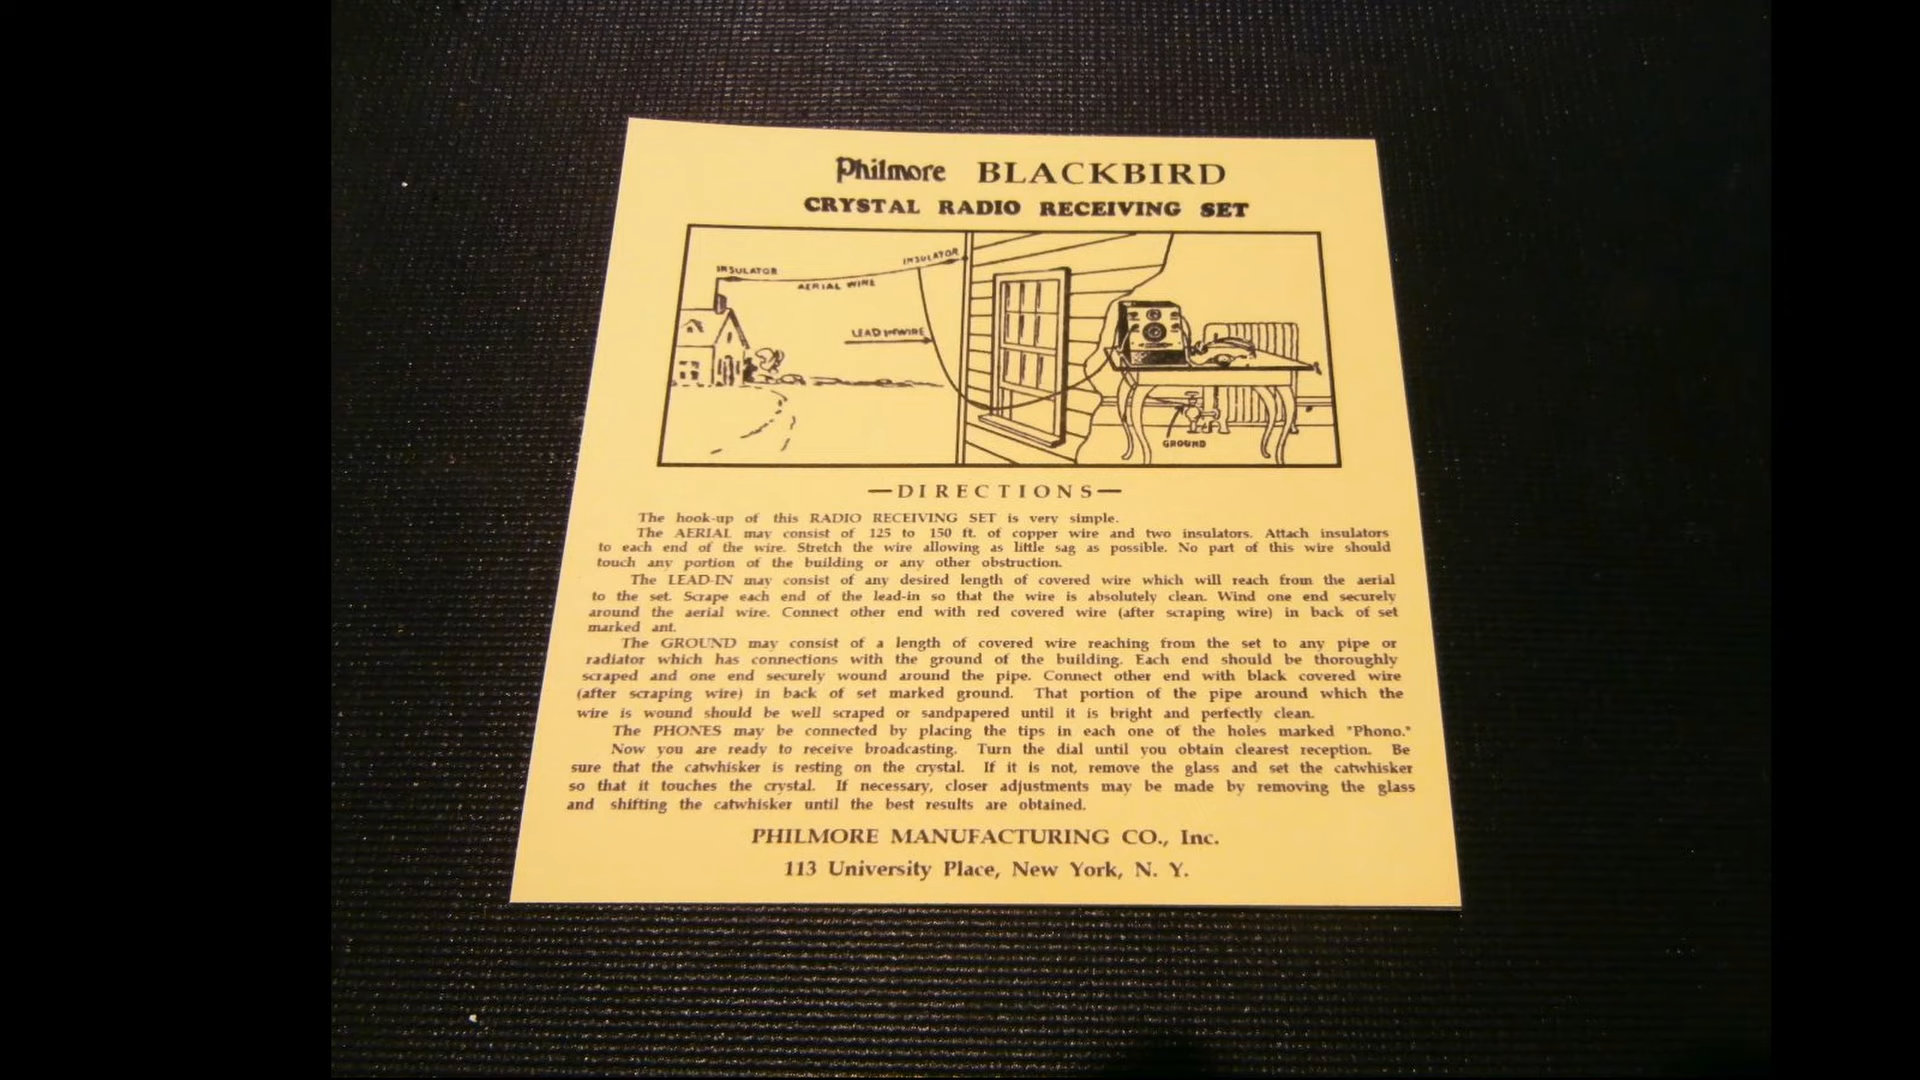 Philmore BLACKBIRD
CRYSTAL RADIO RECEIVING SET
INSULATOR
INSULATOR
AERIAL WIRE
LEAD IN WIRE
GROUND
—DIRECTIONS—
The hook-up of this RADIO RECEIVING SET is very simple.
The AERIAL may consist of 125 to 150 ft. of copper wire and two insulators. Attach insulators
to each end of the wire. Stretch the wire allowing as little sag as possible. No part of this wire should
touch any portion of the building or any other obstruction.
The LEAD-IN may consist of any desired length of covered wire which will reach from the aerial
to the set. Scrape each end of the lead-in so that the wire is absolutely clean. Wind one end securely
around the aerial wire. Connect other end with red covered wire (after scraping wire) in back of set
marked ant.
The GROUND may consist of a length of covered wire reaching from the set to any pipe or
radiator which has connections with the ground of the building. Each end should be thoroughly
scraped and one end securely wound around the pipe. Connect other end with black covered wire
(after scraping wire) in back of set marked ground. That portion of the pipe around which the
wire is wound should be well scraped or sandpapered until it is bright and perfectly clean.
The PHONES may be connected by placing the tips in each one of the holes marked "Phono."
Now you are ready to receive broadcasting. Turn the dial until you obtain clearest reception. Be
sure that the catwhisker is resting on the crystal. If it is not, remove the glass and set the catwhisker
so that it touches the crystal. If necessary, closer adjustments may be made by removing the glass
and shifting the catwhisker until the best results are obtained.
PHILMORE MANUFACTURING CO., Inc.
113 University Place, New York, N. Y.